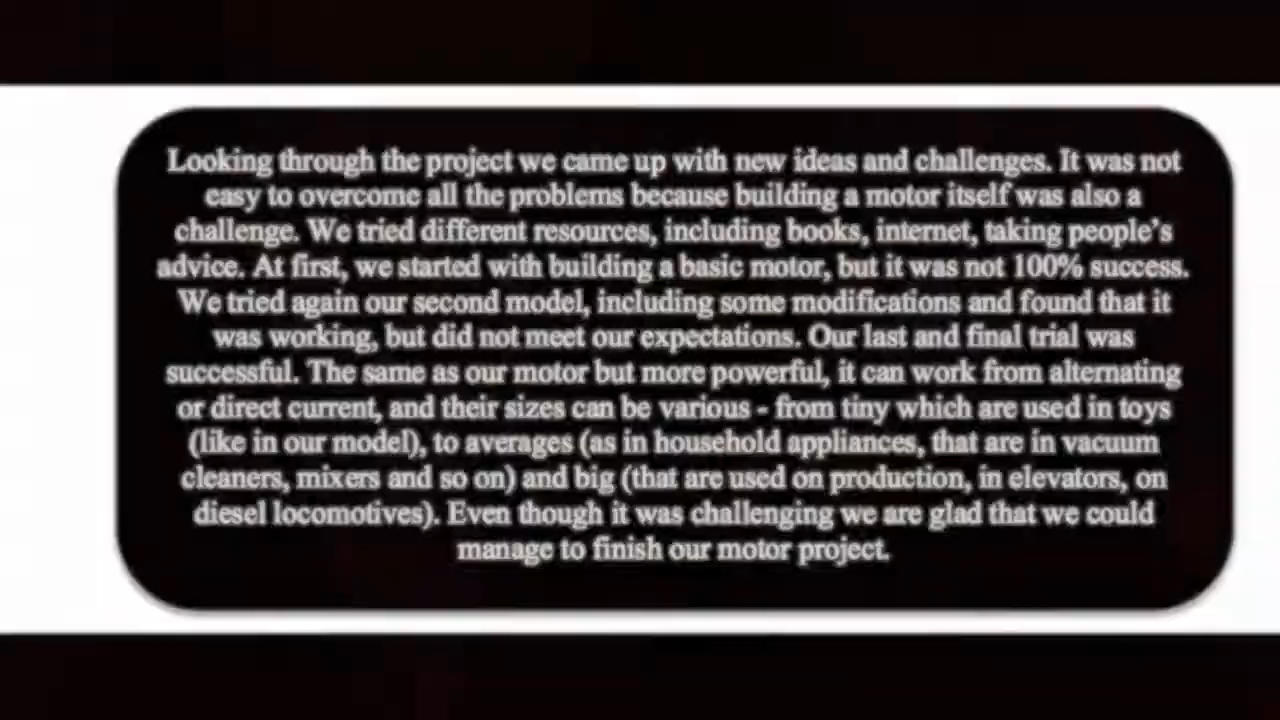 Looking through the project we came up with new ideas and challenges. It was not
easy to overcome all the problems because building a motor itself was also a
challenge. We tried different resources, including books, internet, taking people’s
advice. At first, we started with building a basic motor, but it was not 100% success.
We tried again our second model, including some modifications and found that it
was working, but did not meet our expectations. Our last and final trial was
successful. The same as our motor but more powerful, it can work from alternating
or direct current, and their sizes can be various - from tiny which are used in toys
(like in our model), to averages (as in household appliances, that are in vacuum
cleaners, mixers and so on) and big (that are used on production, in elevators, on
diesel locomotives). Even though it was challenging we are glad that we could
manage to finish our motor project.